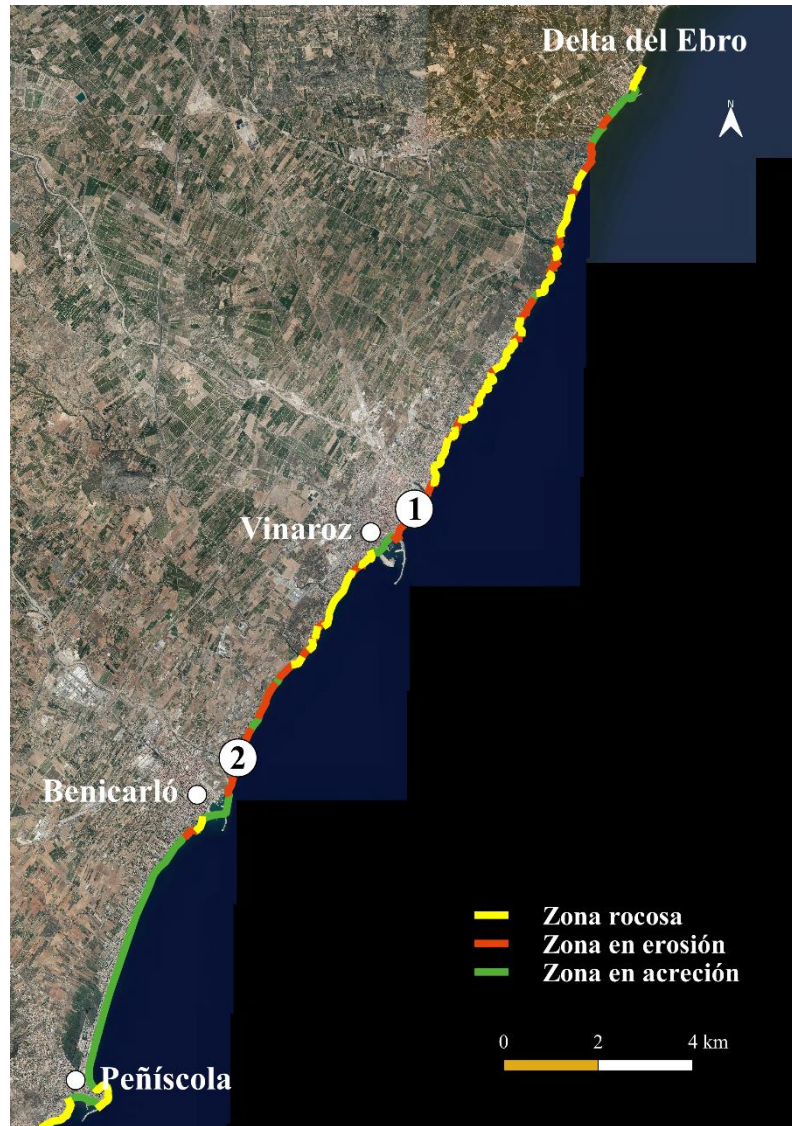 Delta del Ebro
N
1
Vinaroz
2
Benicarló
Zona rocosa
Zona en erosión
Zona en acreción
0 2 4 km
Peñíscola